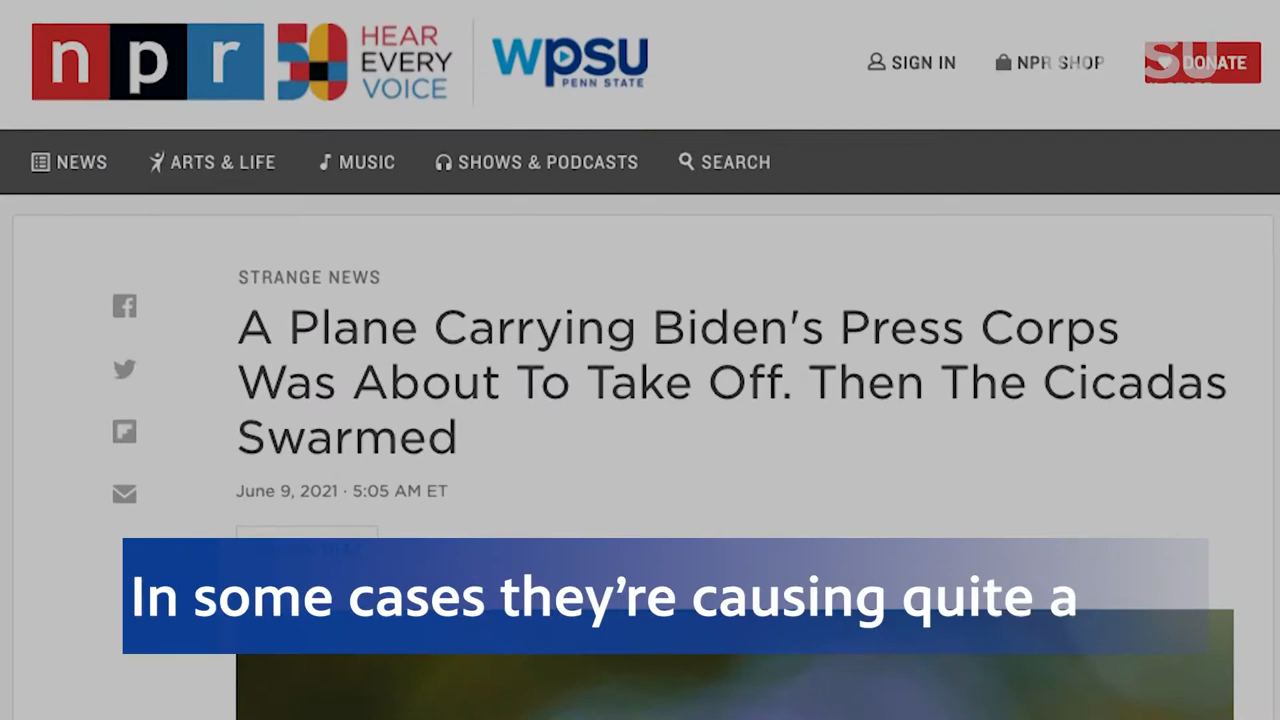 npr 50 HEAR EVERY VOICE
wpsu
PENN STATE
SIGN IN NPR SHOP DONATE
SU
NEWS ARTS & LIFE MUSIC SHOWS & PODCASTS SEARCH
STRANGE NEWS
A Plane Carrying Biden's Press Corps
Was About To Take Off. Then The Cicadas
Swarmed
June 9, 2021 · 5:05 AM ET
In some cases they're causing quite a